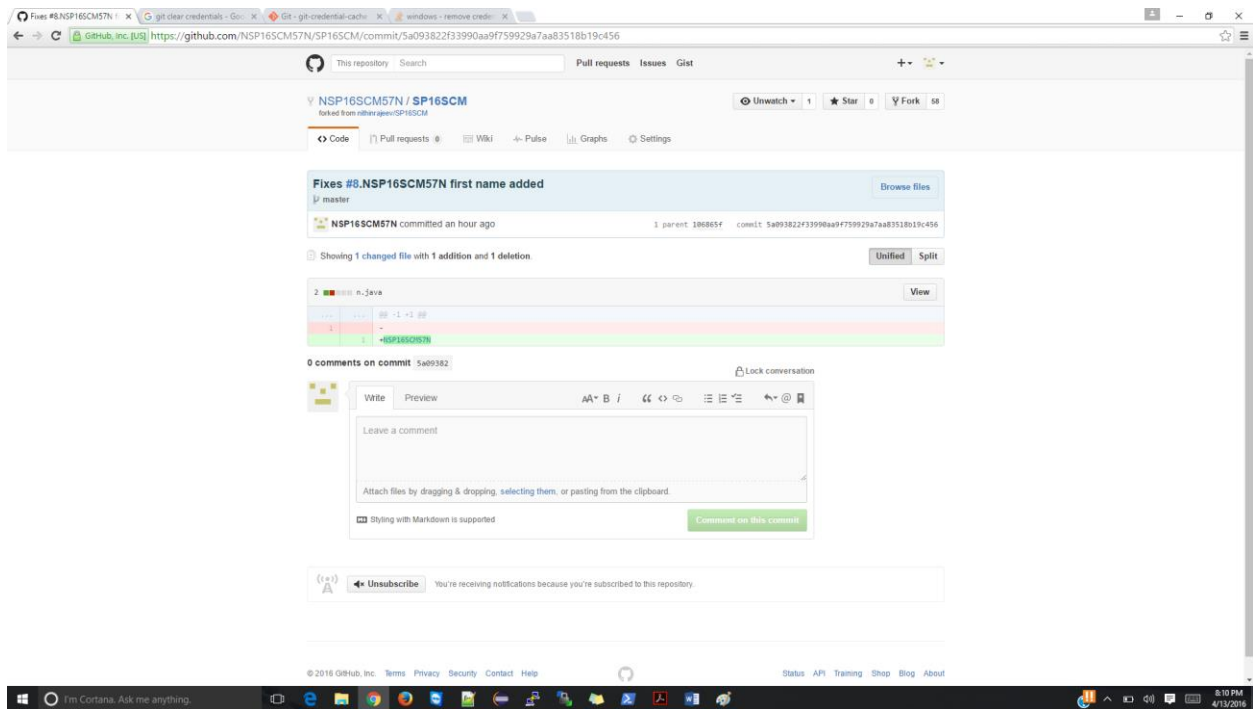 Fixes #8.NSP16SCM57N f
git clear credentials - Goo
Git - git-credential-cache
windows - remove creden
GitHub, Inc. [US] https://github.com/NSP16SCM57N/SP16SCM/commit/5a093822f33990aa9f759929a7aa83518b19c456
This repository Search Pull requests Issues Gist
NSP16SCM57N / SP16SCM
Unwatch 1 Star 0 Fork 58
forked from nithinrajeev/SP16SCM
Code Pull requests 0 Wiki Pulse Graphs Settings
Fixes #8.NSP16SCM57N first name added
Browse files
master
NSP16SCM57N committed an hour ago 1 parent 106865f commit 5a093822f33990aa9f759929a7aa83518b19c456
Showing 1 changed file with 1 addition and 1 deletion.
Unified Split
2 n.java View
... ... @@ -1 +1 @@
1 -
1 +NSP16SCM57N
0 comments on commit 5a09382
Lock conversation
Write Preview AA B i “ <> @
Leave a comment
Attach files by dragging & dropping, selecting them, or pasting from the clipboard.
Styling with Markdown is supported
Comment on this commit
Unsubscribe You're receiving notifications because you're subscribed to this repository.
© 2016 GitHub, Inc. Terms Privacy Security Contact Help
Status API Training Shop Blog About
I'm Cortana. Ask me anything.
8:10 PM
4/13/2016